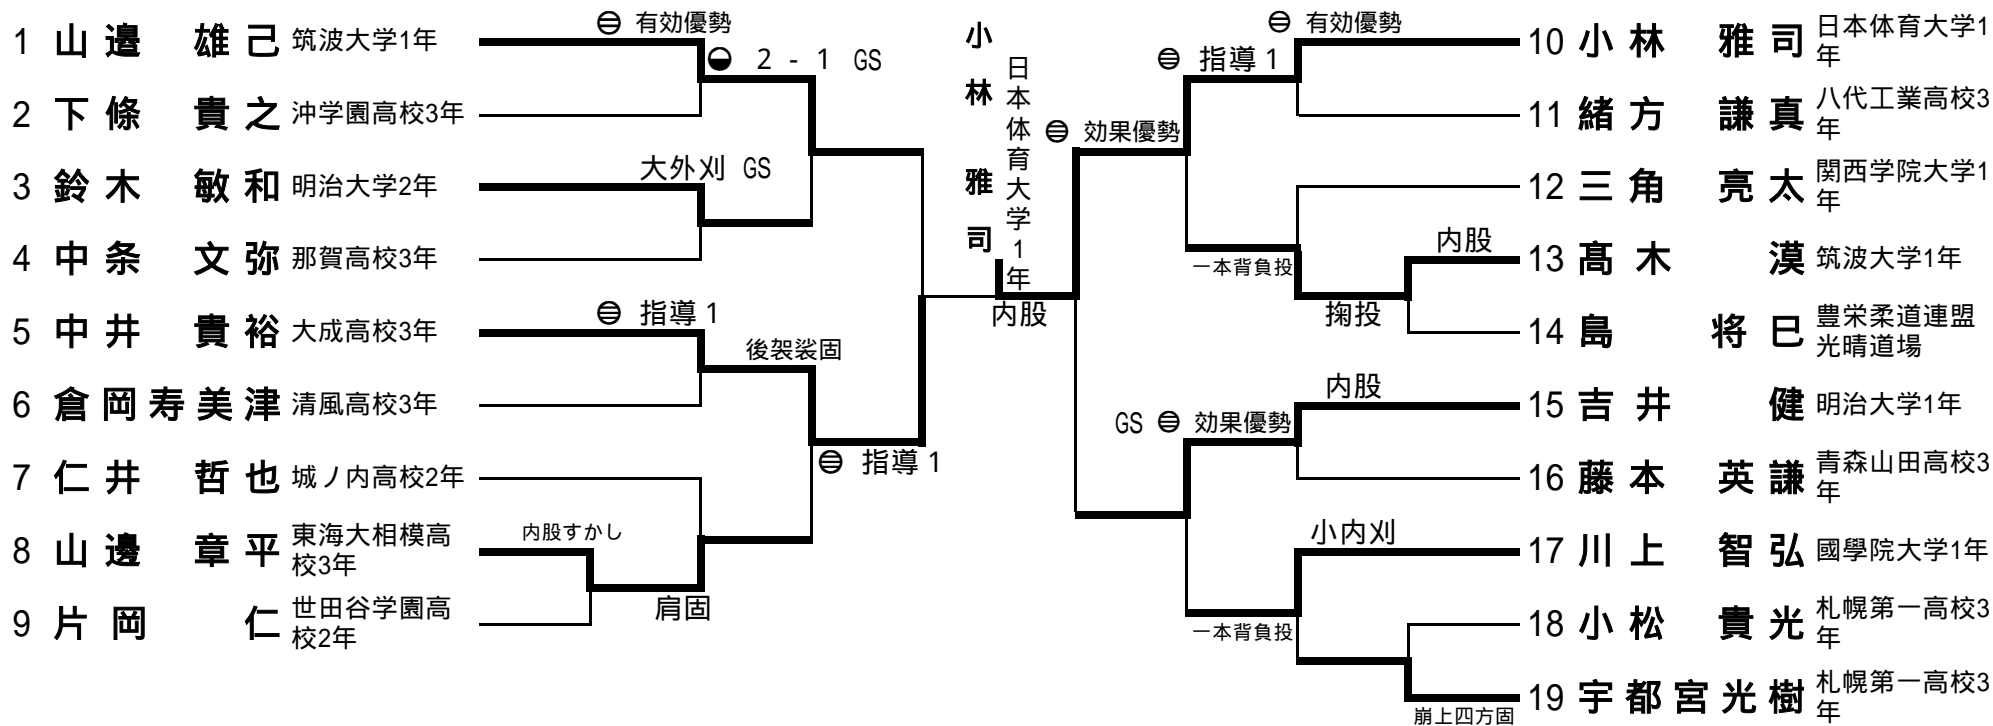 1 山邊 雄己 筑波大学1年
2 下條 貴之 沖学園高校3年
3 鈴木 敏和 明治大学2年
4 中条 文弥 那賀高校3年
5 中井 貴裕 大成高校3年
6 倉岡寿美津 清風高校3年
7 仁井 哲也 城ノ内高校2年
8 山邊 章平 東海大相模高
校3年
9 片岡 仁 世田谷学園高
校2年
㊀ 有効優勢
2 - 1 GS
大外刈 GS
㊀ 指導1
後袈裟固
㊀ 指導1
内股すかし
肩固
小林 雅司
日本体育大学1年
内股
㊀ 有効優勢
㊀ 指導1
㊀ 効果優勢
一本背負投
内股
掬投
内股
GS ㊀ 効果優勢
小内刈
一本背負投
崩上四方固
10 小林 雅司 日本体育大学1
年
11 緒方 謙真 八代工業高校3
年
12 三角 亮太 関西学院大学1
年
13 髙木 漠 筑波大学1年
14 島 将巳 豊栄柔道連盟
光晴道場
15 吉井 健 明治大学1年
16 藤本 英謙 青森山田高校3
年
17 川上 智弘 國學院大学1年
18 小松 貴光 札幌第一高校3
年
19 宇都宮光樹 札幌第一高校3
年